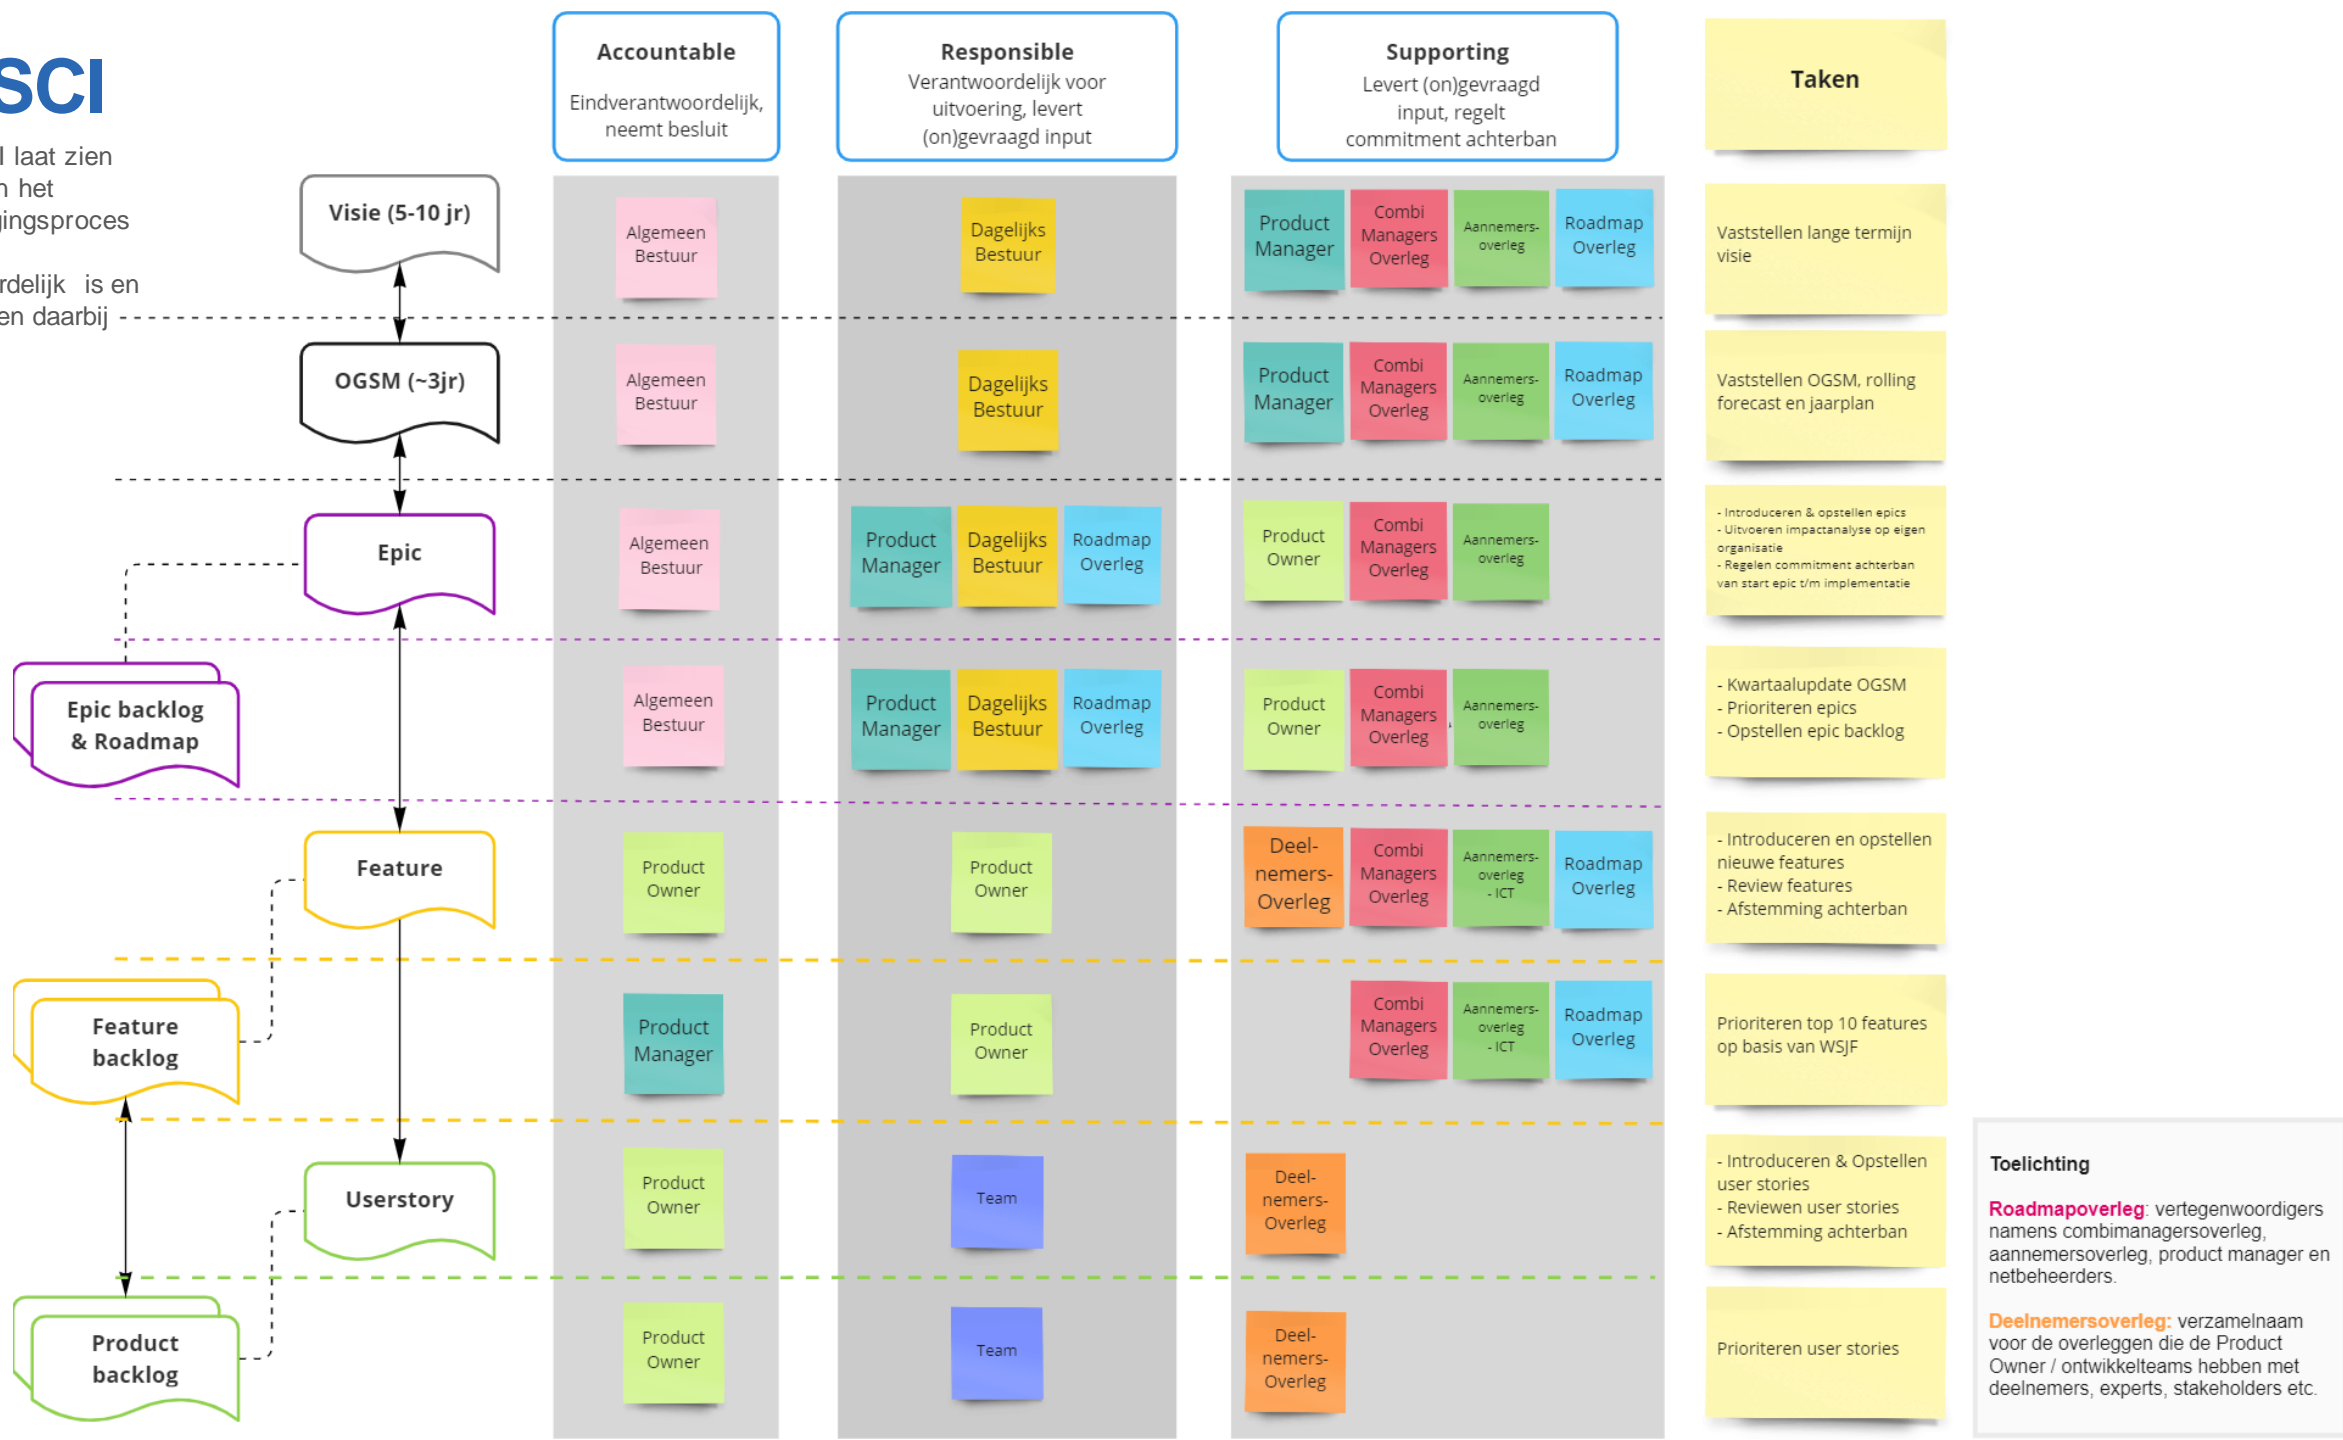 SCI
laat zien
n het
gingsproces
rdelijk is en
en daarbij
Accountable
Eindverantwoordelijk,
neemt besluit
Responsible
Verantwoordelijk voor
uitvoering, levert
(on)gevraagd input
Supporting
Levert (on)gevraagd
input, regelt
commitment achterban
Taken
Visie (5-10 jr)
Algemeen
Bestuur
Dagelijks
Bestuur
Product
Manager
Combi
Managers
Overleg
Aannemers-
overleg
Roadmap
Overleg
Vaststellen lange termijn
visie
OGSM (~3jr)
Algemeen
Bestuur
Dagelijks
Bestuur
Product
Manager
Combi
Managers
Overleg
Aannemers-
overleg
Roadmap
Overleg
Vaststellen OGSM, rolling
forecast en jaarplan
Epic
Algemeen
Bestuur
Product
Manager
Dagelijks
Bestuur
Roadmap
Overleg
Product
Owner
Combi
Managers
Overleg
Aannemers-
overleg
- Introduceren & opstellen epics
- Uitvoeren impactanalyse op eigen
organisatie
- Regelen commitment achterban
van start epic t/m implementatie
Epic backlog
& Roadmap
Algemeen
Bestuur
Product
Manager
Dagelijks
Bestuur
Roadmap
Overleg
Product
Owner
Combi
Managers
Overleg
Aannemers-
overleg
- Kwartaalupdate OGSM
- Prioriteren epics
- Opstellen epic backlog
Feature
Product
Owner
Product
Owner
Deel-
nemers-
Overleg
Combi
Managers
Overleg
Aannemers-
overleg
- ICT
Roadmap
Overleg
- Introduceren en opstellen
nieuwe features
- Review features
- Afstemming achterban
Feature
backlog
Product
Manager
Product
Owner
Combi
Managers
Overleg
Aannemers-
overleg
- ICT
Roadmap
Overleg
Prioriteren top 10 features
op basis van WSJF
Userstory
Product
Owner
Team
Deel-
nemers-
Overleg
- Introduceren & Opstellen
user stories
- Reviewen user stories
- Afstemming achterban
Product
backlog
Product
Owner
Team
Deel-
nemers-
Overleg
Prioriteren user stories
Toelichting
Roadmapoverleg: vertegenwoordigers
namens combimanagersoverleg,
aannemersoverleg, product manager en
netbeheerders.
Deelnemersoverleg: verzamelnaam
voor de overleggen die de Product
Owner / ontwikkelteams hebben met
deelnemers, experts, stakeholders etc.